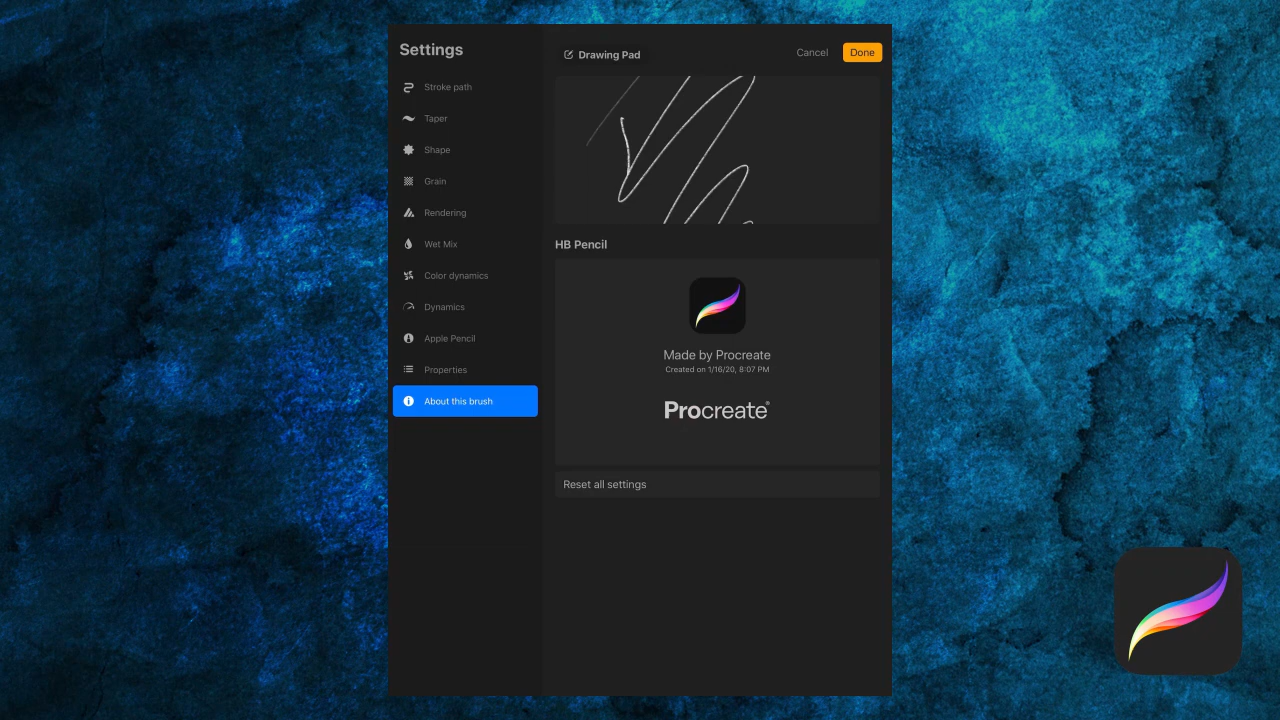 Settings
Stroke path
Taper
Shape
Grain
Rendering
Wet Mix
Color dynamics
Dynamics
Apple Pencil
Properties
About this brush
Drawing Pad
Cancel
Done
HB Pencil
Made by Procreate
Created on 1/16/20, 8:07 PM
Procreate®
Reset all settings